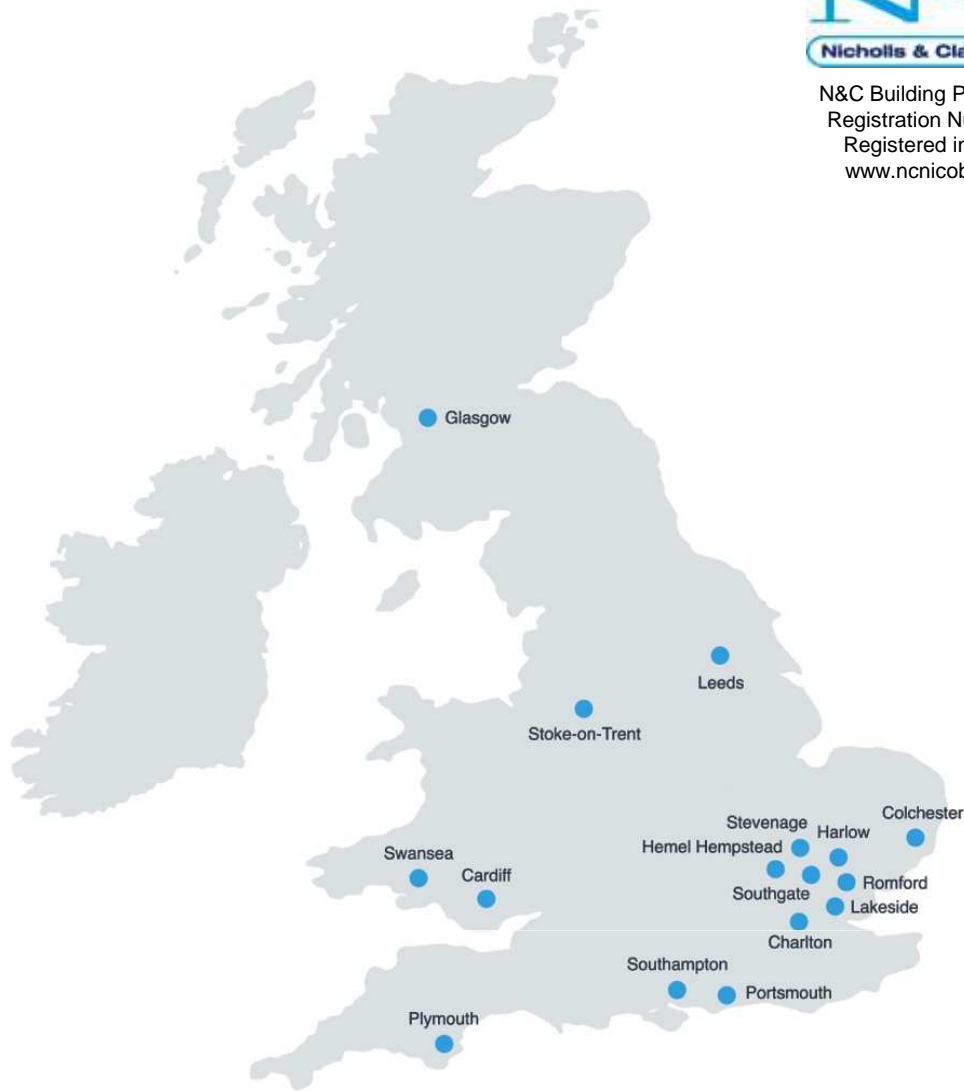 Nicholls & Cla
N&C Building P
Registration Nu
Registered in
www.ncnicob
Glasgow
Leeds
Stoke-on-Trent
Colchester
Stevenage
Harlow
Hemel Hempstead
Swansea
Cardiff
Southgate
Romford
Lakeside
Charlton
Southampton
Portsmouth
Plymouth